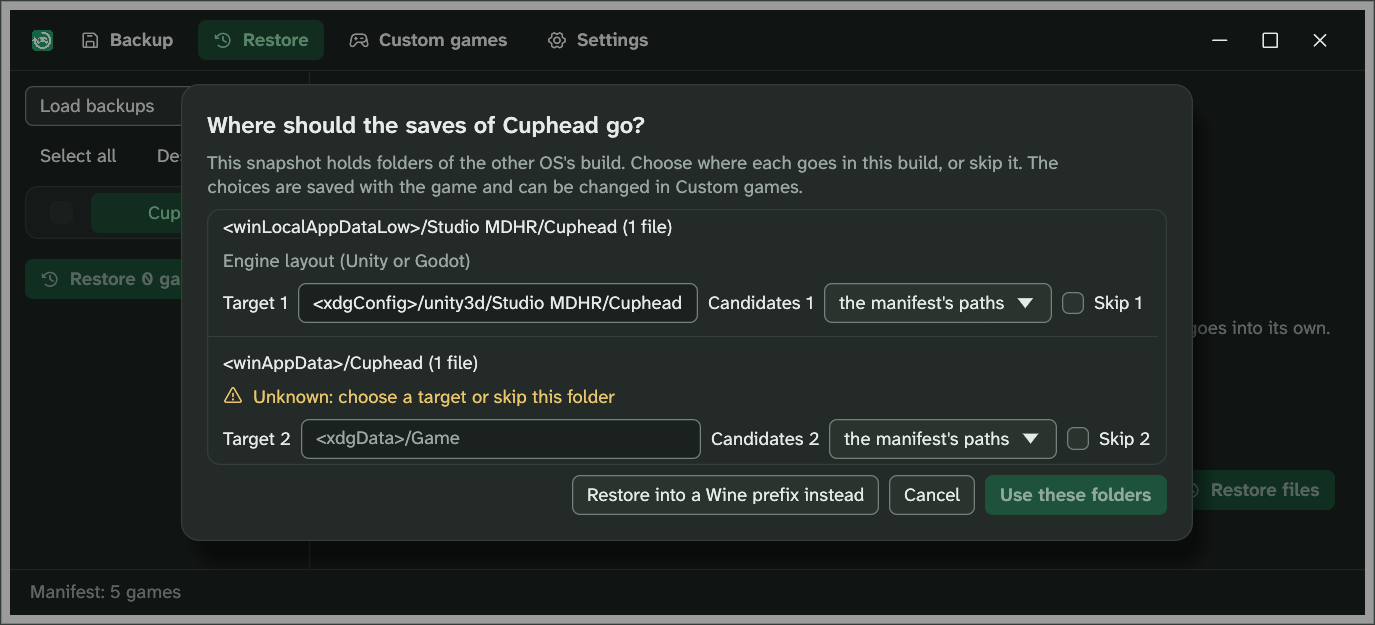 Backup
Restore
Custom games
Settings
Load backups
Select all
De
Cup
Restore 0 ga
Where should the saves of Cuphead go?
This snapshot holds folders of the other OS's build. Choose where each goes in this build, or skip it. The
choices are saved with the game and can be changed in Custom games.
<winLocalAppDataLow>/Studio MDHR/Cuphead (1 file)
Engine layout (Unity or Godot)
Target 1 <xdgConfig>/unity3d/Studio MDHR/Cuphead Candidates 1 the manifest's paths Skip 1
<winAppData>/Cuphead (1 file)
Unknown: choose a target or skip this folder
Target 2 <xdgData>/Game Candidates 2 the manifest's paths Skip 2
Restore into a Wine prefix instead Cancel Use these folders
goes into its own.
Restore files
Manifest: 5 games